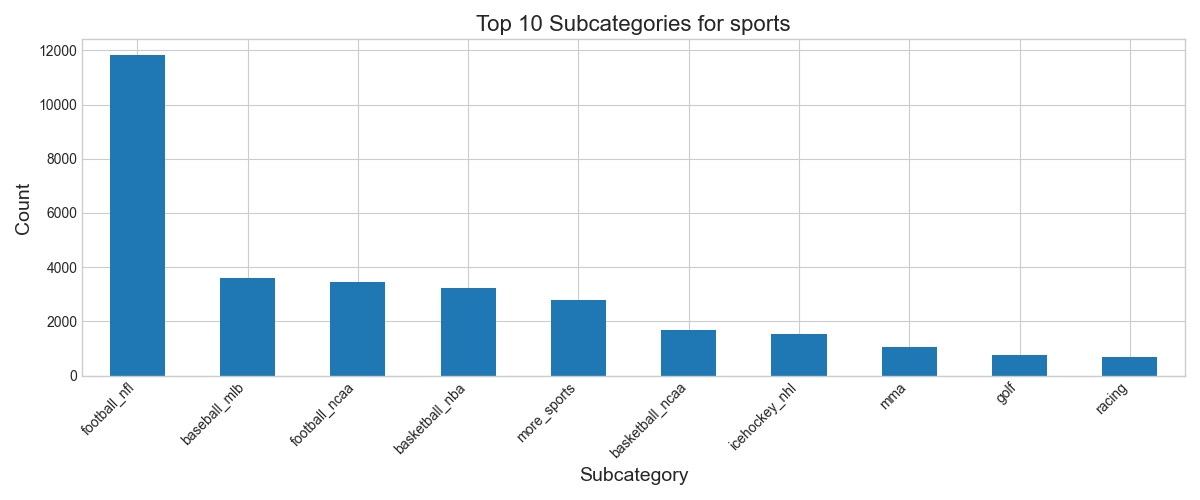 Top 10 Subcategories for sports
12000
10000
8000
6000
4000
2000
0
Count
football_nfl
baseball_mlb
football_ncaa
basketball_nba
more_sports
basketball_ncaa
icehockey_nhl
mma
golf
racing
Subcategory